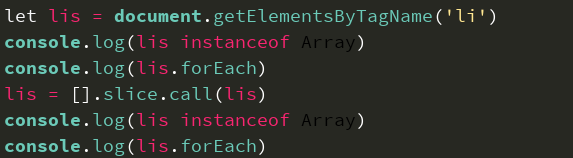 let lis = document.getElementsByTagName('li')
console.log(lis instanceof Array)
console.log(lis.forEach)
lis = [].slice.call(lis)
console.log(lis instanceof Array)
console.log(lis.forEach)